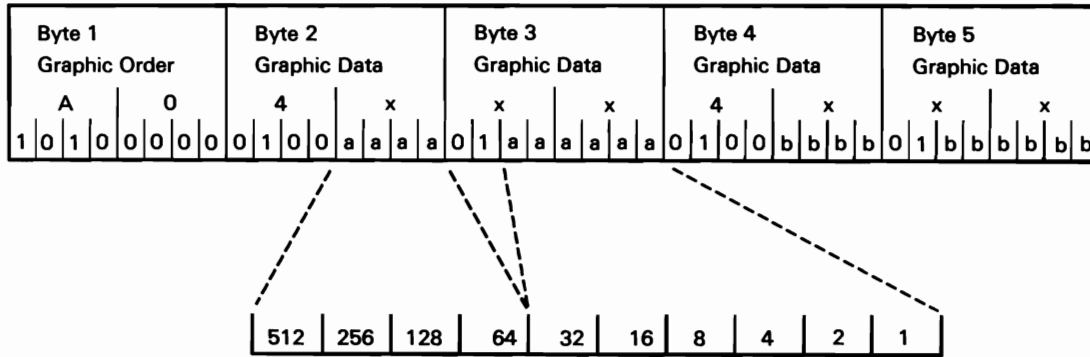 Byte 1 Byte 2 Byte 3 Byte 4 Byte 5
Graphic Order Graphic Data Graphic Data Graphic Data Graphic Data
A 0 4 x x x 4 x x x
1 0 1 0 0 0 0 0 0 1 0 0 a a a a 0 1 a a a a a a 0 1 0 0 b b b b 0 1 b b b b b b
512 256 128 64 32 16 8 4 2 1